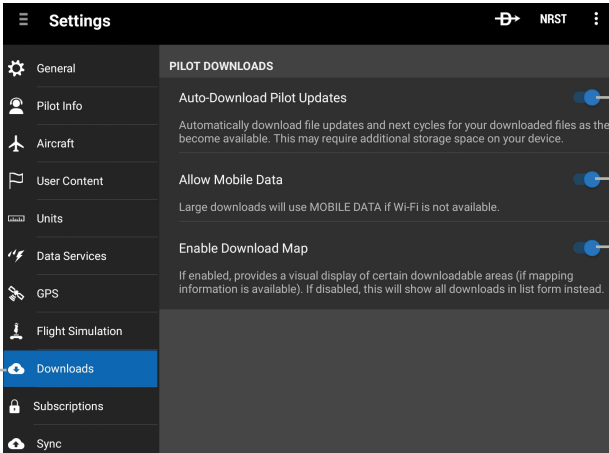 Settings
NRST
General
Pilot Info
Aircraft
User Content
Units
Data Services
GPS
Flight Simulation
Downloads
Subscriptions
Sync
PILOT DOWNLOADS
Auto-Download Pilot Updates
Automatically download file updates and next cycles for your downloaded files as the
become available. This may require additional storage space on your device.
Allow Mobile Data
Large downloads will use MOBILE DATA if Wi-Fi is not available.
Enable Download Map
If enabled, provides a visual display of certain downloadable areas (if mapping
information is available). If disabled, this will show all downloads in list form instead.